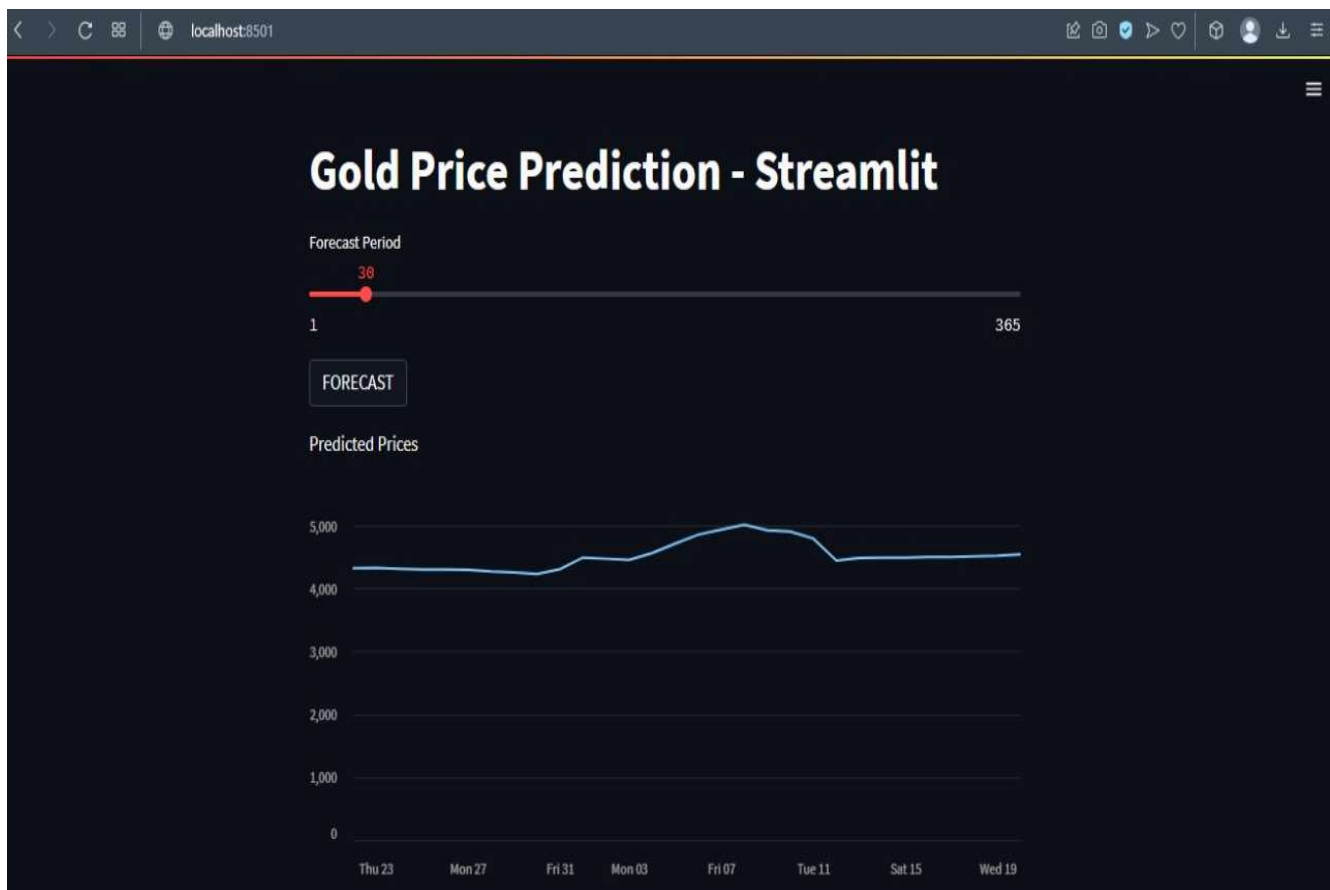 localhost:8501
Gold Price Prediction - Streamlit
Forecast Period
30
1 365
FORECAST
Predicted Prices
5,000
4,000
3,000
2,000
1,000
0
Thu 23 Mon 27 Fri 31 Mon 03 Fri 07 Tue 11 Sat 15 Wed 19